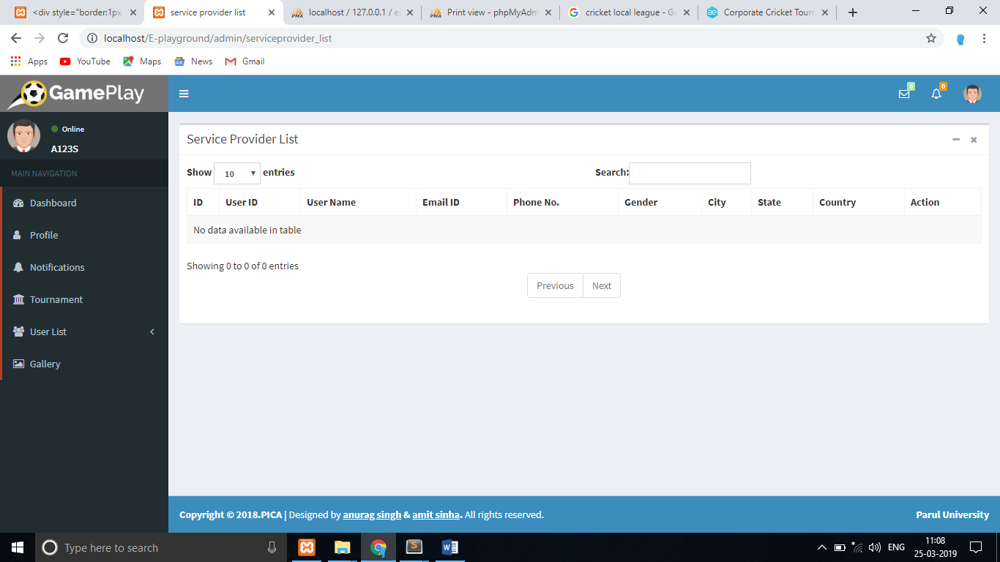 <div style="border:1px
service provider list
localhost / 127.0.0.1 / ep
Print view - phpMyAdm
cricket local league - Go
Corporate Cricket Tourn
localhost/E-playground/admin/serviceprovider_list
Apps YouTube Maps News Gmail
GamePlay
0 0
Online
A123S
MAIN NAVIGATION
Dashboard
Profile
Notifications
Tournament
User List
Gallery
Service Provider List
Show 10 entries Search:
ID User ID User Name Email ID Phone No. Gender City State Country Action
No data available in table
Showing 0 to 0 of 0 entries
Previous Next
Copyright © 2018.PICA | Designed by anurag singh & amit sinha. All rights reserved. Parul University
Type here to search
ENG
11:08
25-03-2019